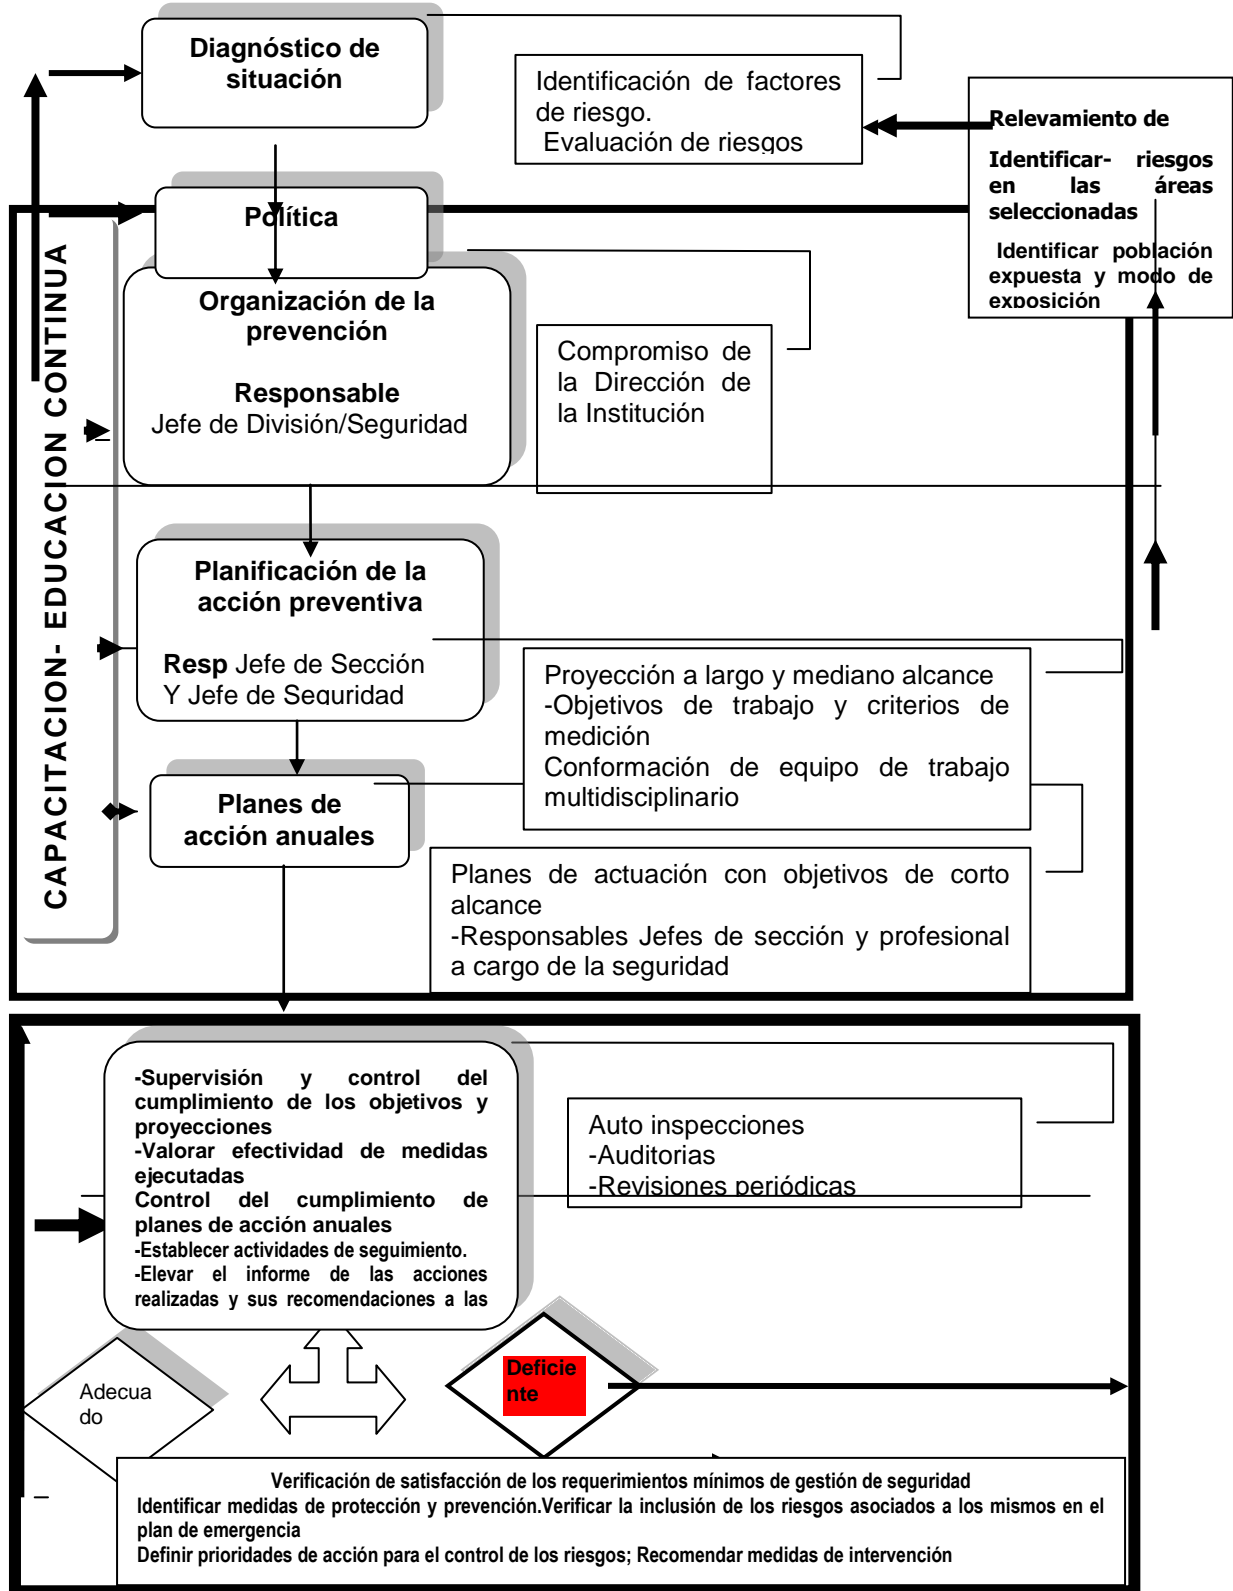 Diagnóstico de
situación
Identificación de factores
de riesgo.
Evaluación de riesgos
Relevamiento de
Identificar- riesgos
en las áreas
seleccionadas
Identificar población
expuesta y modo de
exposición
Política
Organización de la
prevención
Responsable
Jefe de División/Seguridad
Compromiso de
la Dirección de
la Institución
CAPACITACION- EDUCACION CONTINUA
Planificación de la
acción preventiva
Resp Jefe de Sección
Y Jefe de Seguridad
Proyección a largo y mediano alcance
-Objetivos de trabajo y criterios de
medición
Conformación de equipo de trabajo
multidisciplinario
Planes de
acción anuales
Planes de actuación con objetivos de corto
alcance
-Responsables Jefes de sección y profesional
a cargo de la seguridad
-Supervisión y control del
cumplimiento de los objetivos y
proyecciones
-Valorar efectividad de medidas
ejecutadas
Control del cumplimiento de
planes de acción anuales
-Establecer actividades de seguimiento.
-Elevar el informe de las acciones
realizadas y sus recomendaciones a las
Auto inspecciones
-Auditorias
-Revisiones periódicas
Adecua
do
Deficie
nte
Verificación de satisfacción de los requerimientos mínimos de gestión de seguridad
Identificar medidas de protección y prevención.Verificar la inclusión de los riesgos asociados a los mismos en el
plan de emergencia
Definir prioridades de acción para el control de los riesgos; Recomendar medidas de intervención